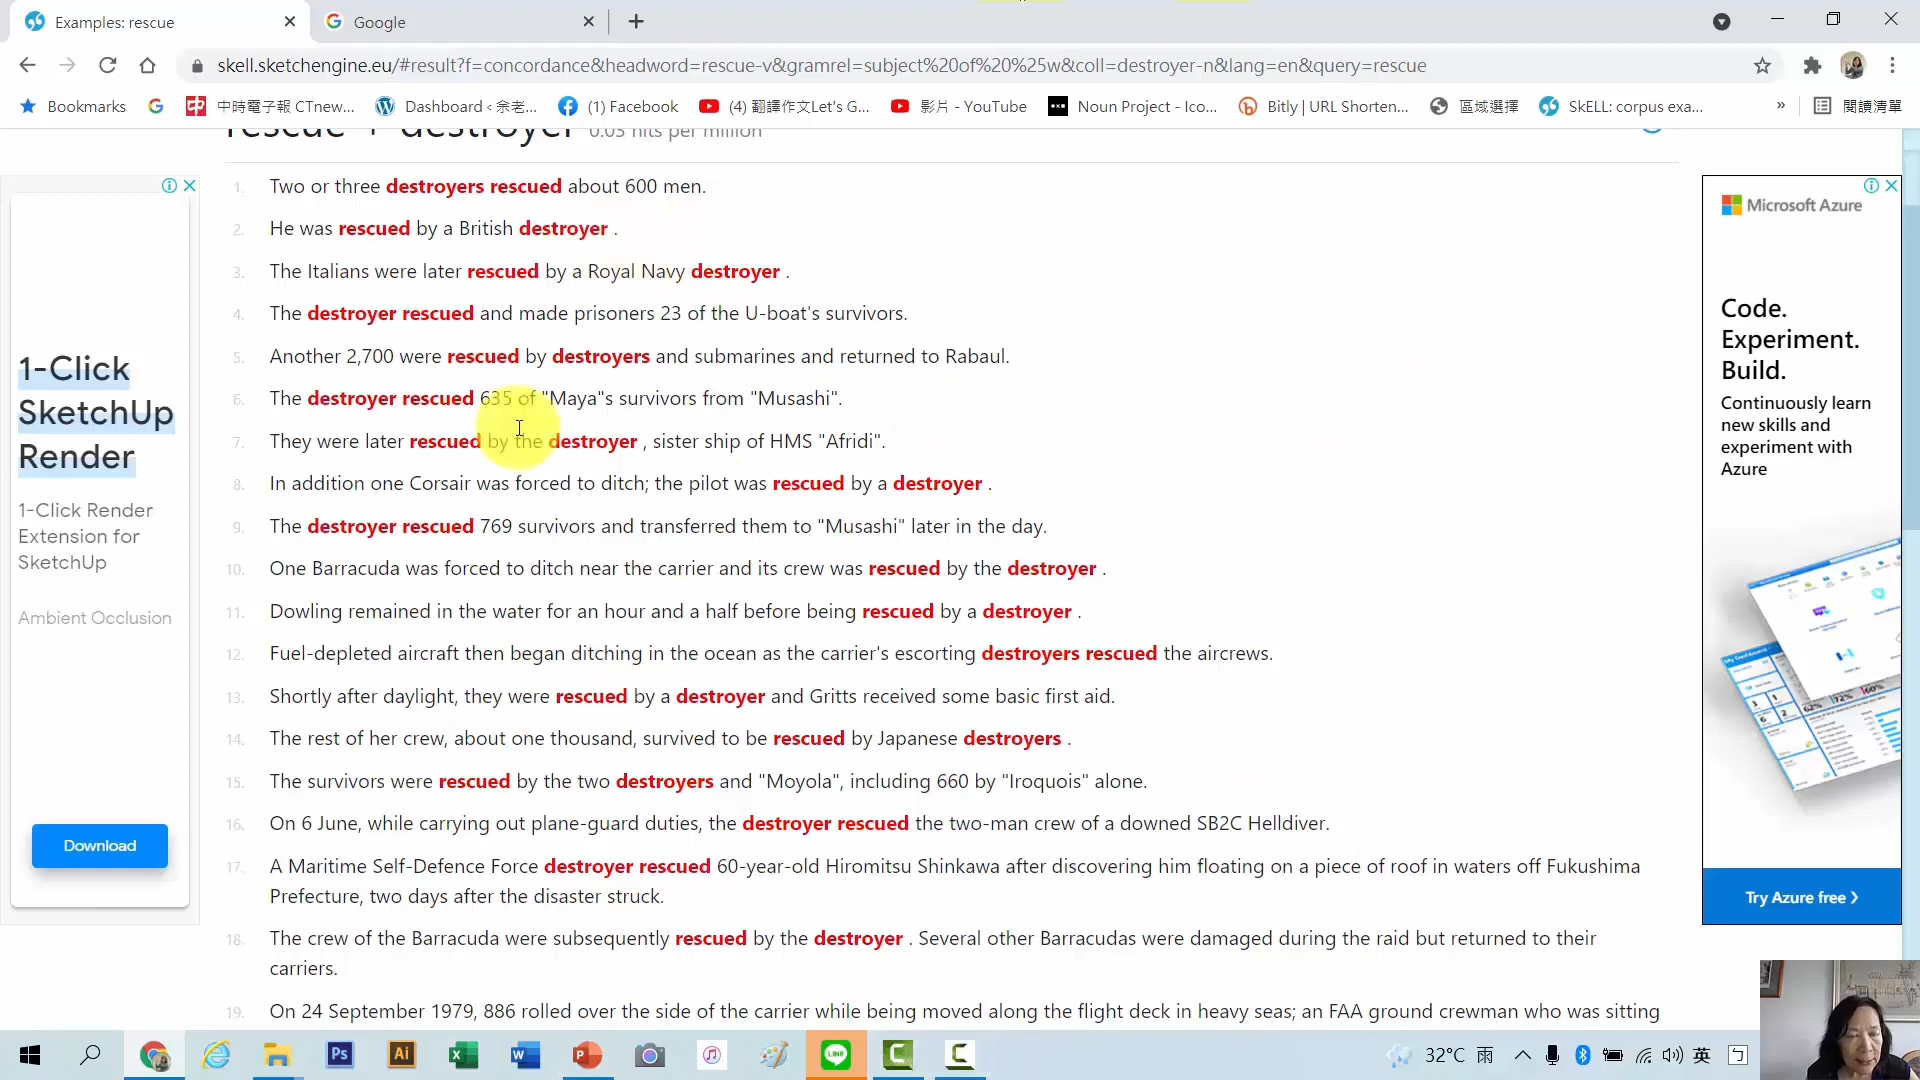 Examples: rescue
Google
skell.sketchengine.eu/#result?f=concordance&headword=rescue-v&gramrel=subject%20of%20%25w&coll=destroyer-n&lang=en&query=rescue
Bookmarks
中時電子報 CTnew...
Dashboard ‹ 余老...
(1) Facebook
(4) 翻譯作文Let's G...
影片 - YouTube
Noun Project - Ico...
Bitly | URL Shorten...
區域選擇
SkELL: corpus exa...
»
閱讀清單
rescue + destroyer 0.03 hits per million
1. Two or three destroyers rescued about 600 men.
2. He was rescued by a British destroyer .
3. The Italians were later rescued by a Royal Navy destroyer .
4. The destroyer rescued and made prisoners 23 of the U-boat's survivors.
5. Another 2,700 were rescued by destroyers and submarines and returned to Rabaul.
6. The destroyer rescued 635 of "Maya"s survivors from "Musashi".
7. They were later rescued by the destroyer , sister ship of HMS "Afridi".
8. In addition one Corsair was forced to ditch; the pilot was rescued by a destroyer .
9. The destroyer rescued 769 survivors and transferred them to "Musashi" later in the day.
10. One Barracuda was forced to ditch near the carrier and its crew was rescued by the destroyer .
11. Dowling remained in the water for an hour and a half before being rescued by a destroyer .
12. Fuel-depleted aircraft then began ditching in the ocean as the carrier's escorting destroyers rescued the aircrews.
13. Shortly after daylight, they were rescued by a destroyer and Gritts received some basic first aid.
14. The rest of her crew, about one thousand, survived to be rescued by Japanese destroyers .
15. The survivors were rescued by the two destroyers and "Moyola", including 660 by "Iroquois" alone.
16. On 6 June, while carrying out plane-guard duties, the destroyer rescued the two-man crew of a downed SB2C Helldiver.
17. A Maritime Self-Defence Force destroyer rescued 60-year-old Hiromitsu Shinkawa after discovering him floating on a piece of roof in waters off Fukushima
Prefecture, two days after the disaster struck.
18. The crew of the Barracuda were subsequently rescued by the destroyer . Several other Barracudas were damaged during the raid but returned to their
carriers.
19. On 24 September 1979, 886 rolled over the side of the carrier while being moved along the flight deck in heavy seas; an FAA ground crewman who was sitting
1-Click
SketchUp
Render
1-Click Render
Extension for
SketchUp
Ambient Occlusion
Download
Microsoft Azure
Code.
Experiment.
Build.
Continuously learn
new skills and
experiment with
Azure
Try Azure free ❯
Ps
Ai
LINE
32°C 雨
英